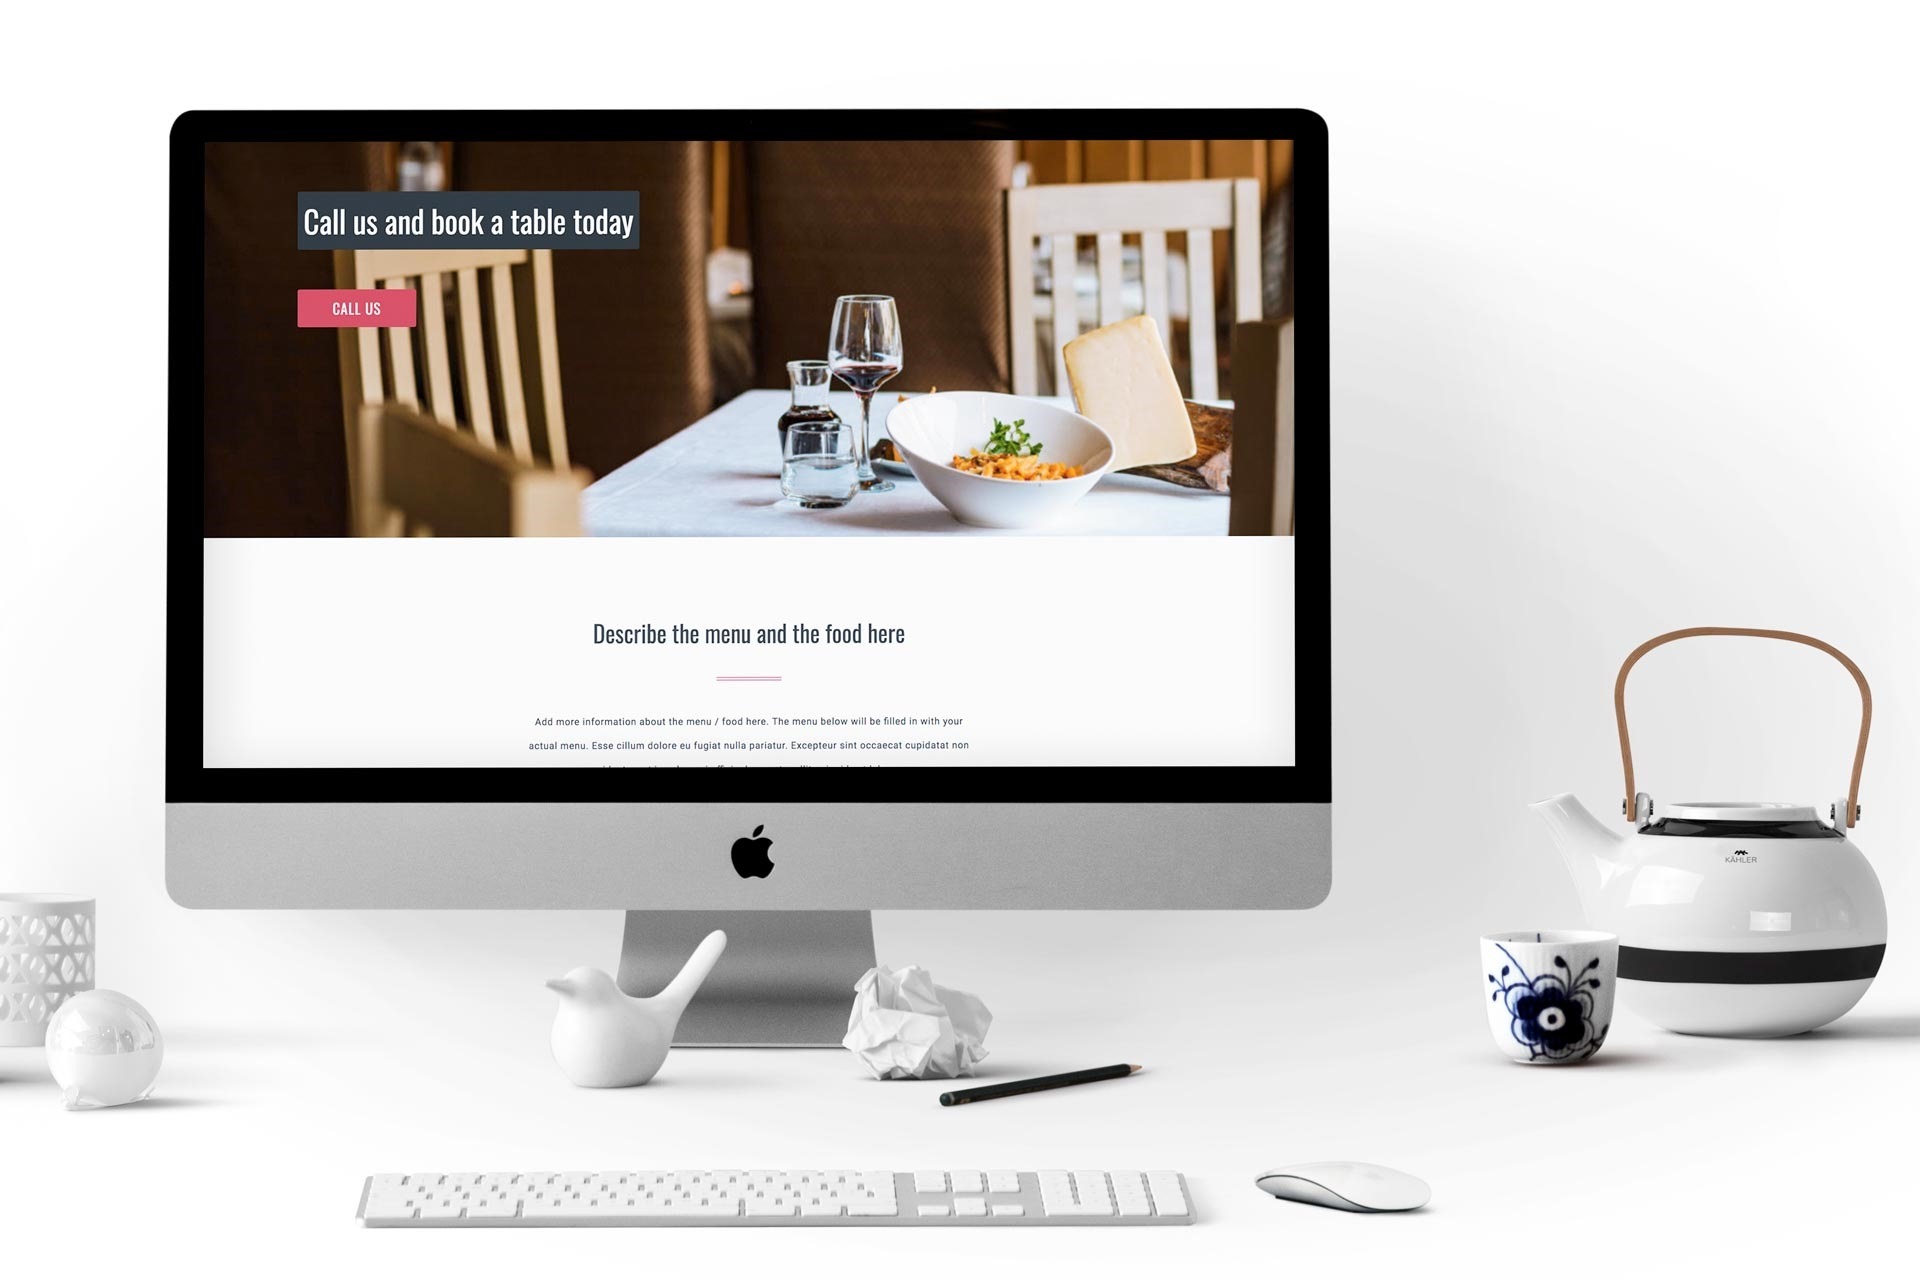 Call us and book a table today
CALL US
Describe the menu and the food here
Add more information about the menu / food here. The menu below will be filled in with your
actual menu. Esse cillum dolore eu fugiat nulla pariatur. Excepteur sint occaecat cupidatat non
KÄHLER